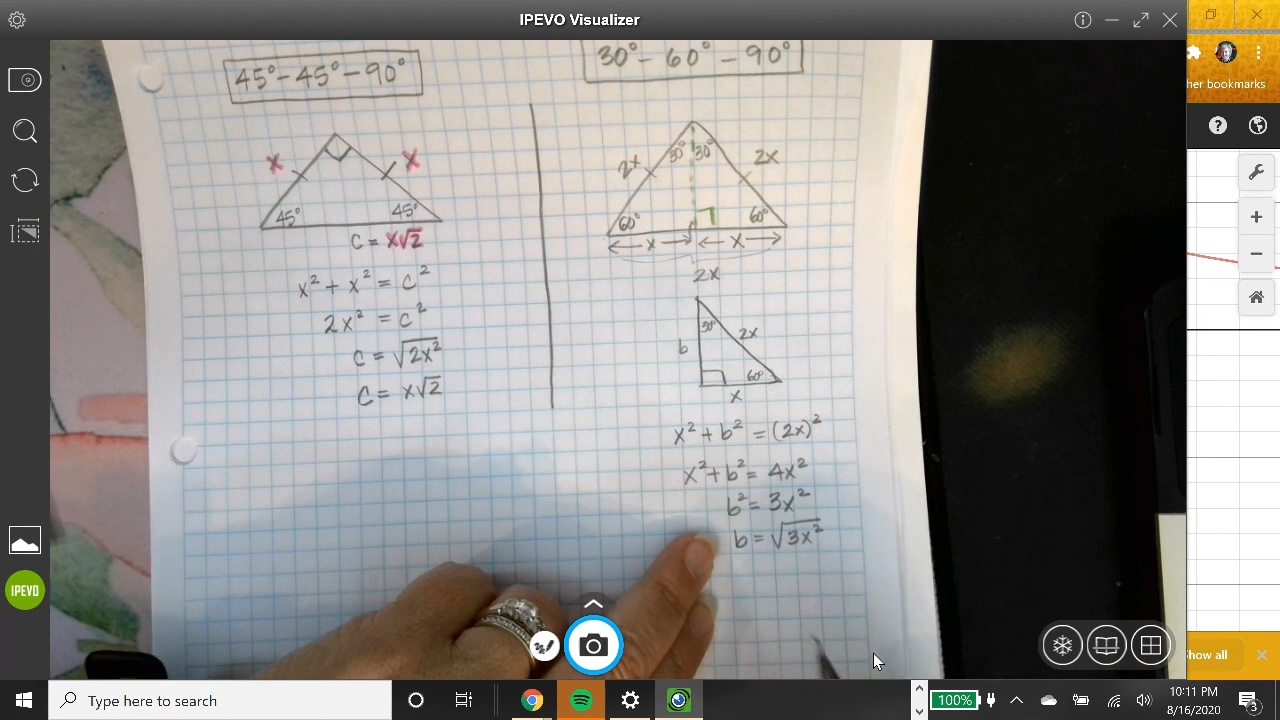 IPEVO Visualizer
her bookmarks
45°-45°-90°
x
x
45°
45°
c = x√2
x² + x² = c²
2x² = c²
c = √2x²
c = x√2
30°-60°-90°
30°
30°
2x
2x
60°
60°
x
x
2x
30°
2x
b
60°
x
x² + b² = (2x)²
x² + b² = 4x²
b² = 3x²
b = √3x²
IPEVO
Show all
Type here to search
100%
10:11 PM
8/16/2020
3